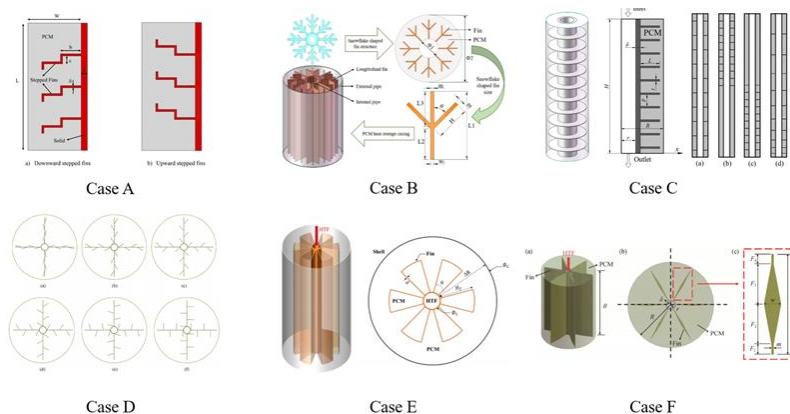 W
PCM
b
c
L
Stepped Fins
Solid
a) Downward stepped fins
b) Upward stepped fins
Case A
Snowflake shaped fin structure
Fin
PCM
Longitudinal fin
External pipe
Internal pipe
PCM heat storage casing
Snowflake shaped fin size
L3
L2
L1
H
α
Case B
H
PCM
L
R
r
Outlet
x
(a)
(b)
(c)
(d)
Case C
(a)
(b)
(c)
(d)
(e)
(f)
Case D
HTF
Shell
Fin
PCM
HTF
PCM
Case E
(a)
HTF
PCM
Fin
H
(b)
R
Fin
PCM
(c)
m
Case F